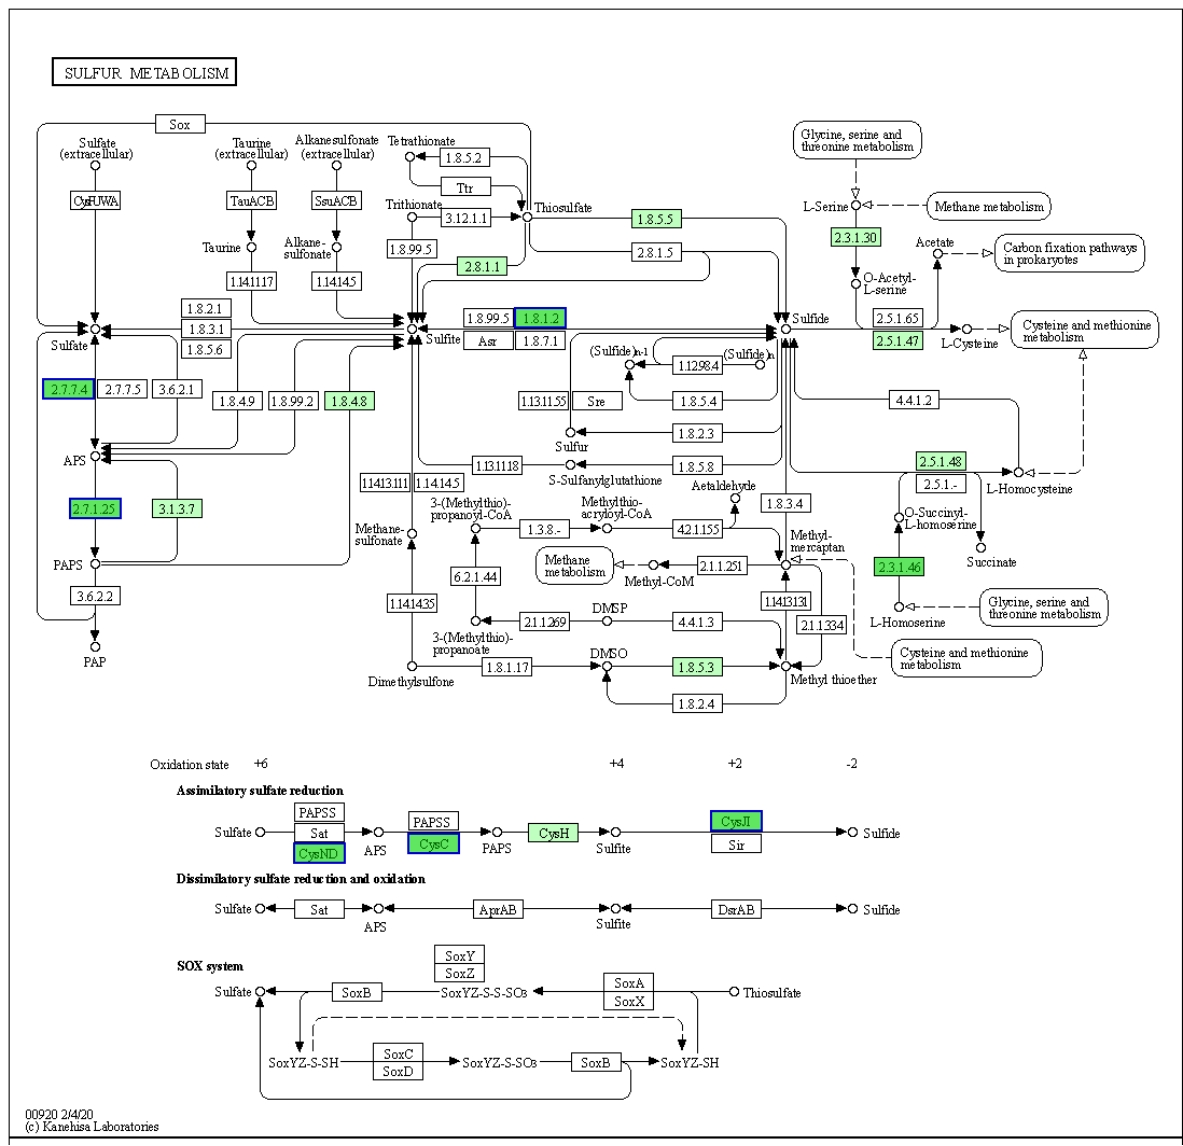 SULFUR METABOLISM
Sox
Sulfate
(extracellular)
Taurine
(extracellular)
Alkanesulfonate
(extracellular)
Tetrathionate
1.8.5.2
Ttr
Glycine, serine and
threonine metabolism
CysPUWA
TauACB
SsuACB
Trithionate
3.12.1.1
Thiosulfate
1.8.5.5
L-Serine
Methane metabolism
Taurine
Alkane-
sulfonate
1.8.99.5
2.8.1.1
2.8.1.5
2.3.1.30
Acetate
Carbon fixation pathways
in prokaryotes
1.14.11.17
1.14.14.5
O-Acetyl-
L-serine
1.8.2.1
1.8.3.1
1.8.5.6
Sulfate
Sulfite
1.8.99.5
1.8.1.2
Asr
1.8.7.1
Sulfide
2.5.1.65
2.5.1.47
L-Cysteine
Cysteine and methionine
metabolism
(Sulfide)n-1
1.12.98.4
(Sulfide)n
2.7.7.4
2.7.7.5
3.6.2.1
1.8.4.9
1.8.99.2
1.8.4.8
1.13.11.55
Sre
1.8.5.4
4.4.1.2
1.8.2.3
Sulfur
APS
1.13.11.18
S-Sulfanylglutathione
1.8.5.8
2.5.1.48
2.5.1.-
L-Homocysteine
1.14.13.111
1.14.14.5
2.7.1.25
3.1.3.7
3-(Methylthio)-
propanoyl-CoA
Methylthio-
acryloyl-CoA
Aetaldehyde
1.8.3.4
O-Succinyl-
L-homoserine
Methane-
sulfonate
1.3.8.-
4.2.1.155
Methyl-
mercaptan
Succinate
PAPS
Methane
metabolism
Methyl-CoM
2.1.1.251
2.3.1.46
6.2.1.44
3.6.2.2
1.14.14.35
1.14.13.131
DMSP
2.1.1.269
4.4.1.3
2.1.1.334
L-Homoserine
Glycine, serine and
threonine metabolism
3-(Methylthio)-
propanoate
PAP
DMSO
Cysteine and methionine
metabolism
Dimethylsulfone
1.8.1.17
1.8.5.3
Methyl thioether
1.8.2.4
Oxidation state +6 +4 +2 -2
Assimilatory sulfate reduction
PAPSS
PAPSS
CysJI
Sulfate
Sat
CysND
APS
CysC
PAPS
CysH
Sulfite
Sir
Sulfide
Dissimilatory sulfate reduction and oxidation
Sulfate
Sat
APS
AprAB
Sulfite
DsrAB
Sulfide
SOX system
SoxY
SoxZ
Sulfate
SoxB
SoxYZ-S-S-SO3
SoxA
SoxX
Thiosulfate
SoxYZ-S-SH
SoxC
SoxD
SoxYZ-S-SO3
SoxB
SoxYZ-SH
00920 2/4/20
(c) Kanehisa Laboratories